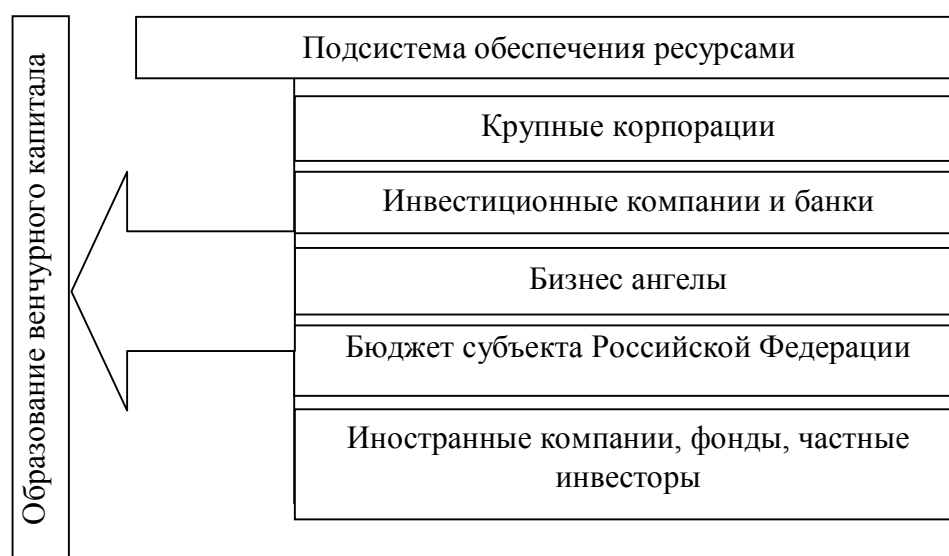 Образование венчурного капитала
Подсистема обеспечения ресурсами
Крупные корпорации
Инвестиционные компании и банки
Бизнес ангелы
Бюджет субъекта Российской Федерации
Иностранные компании, фонды, частные
инвесторы